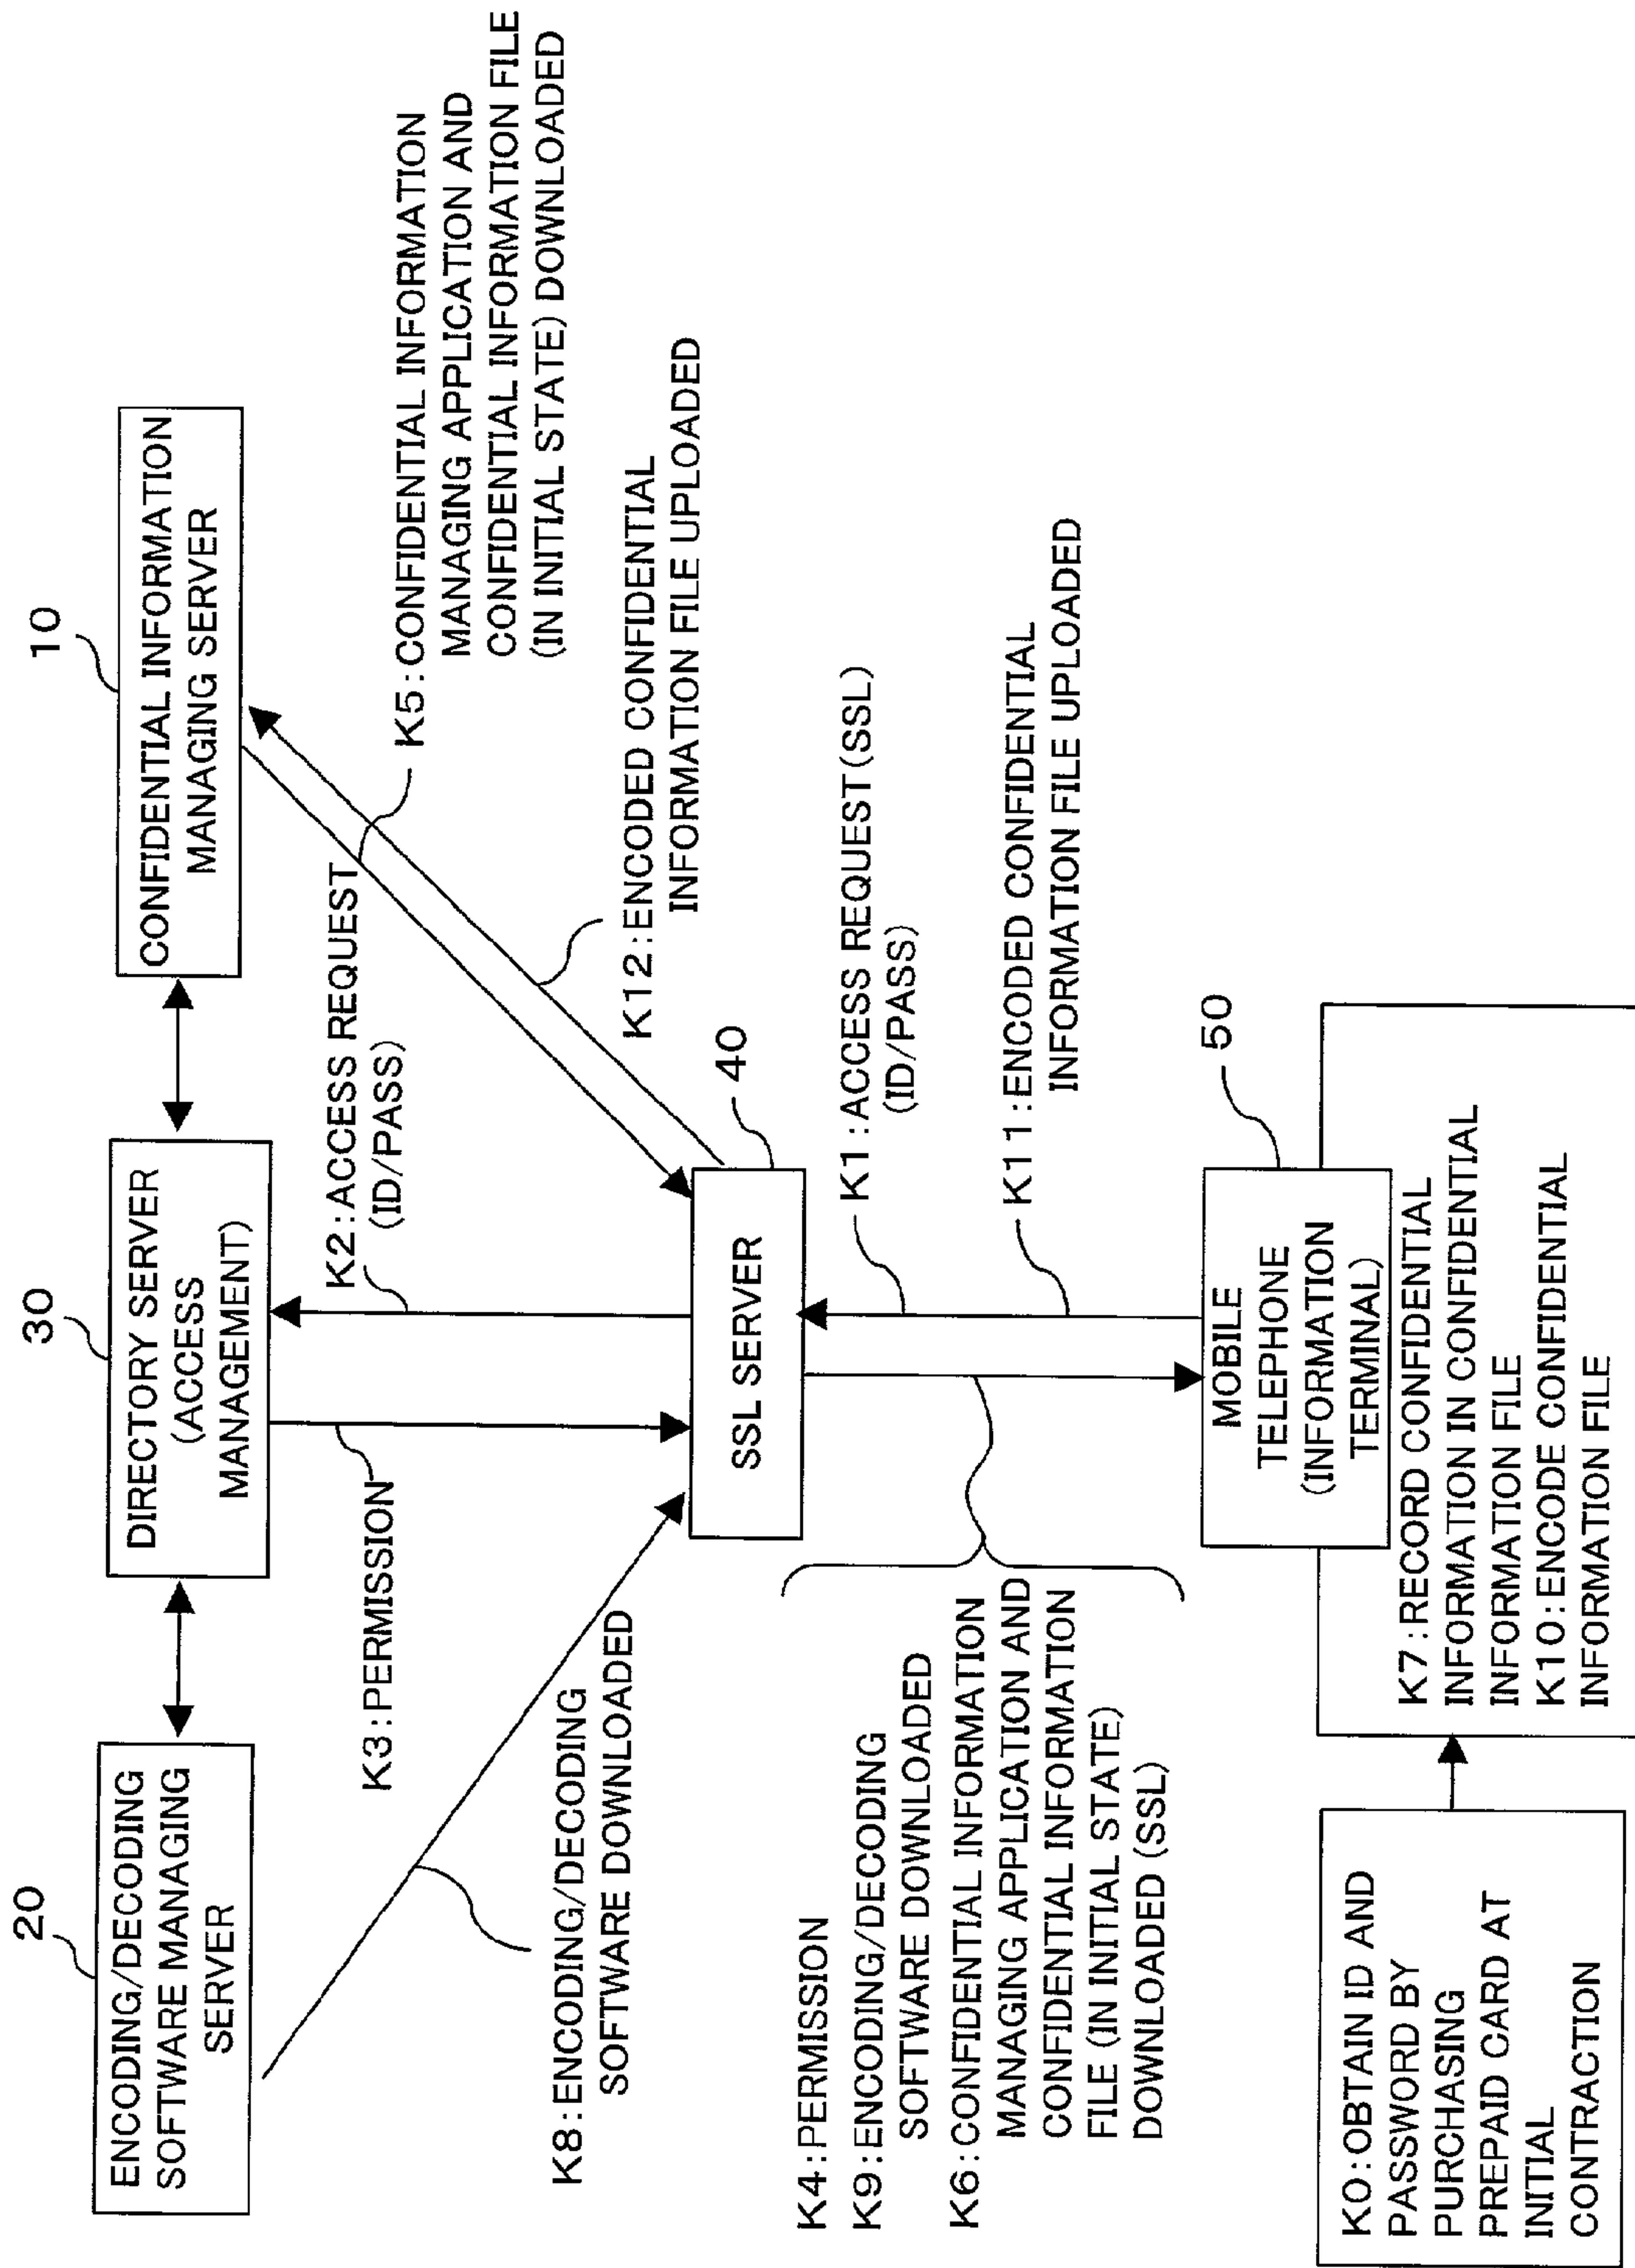 20
ENCODING/DECODING
SOFTWARE MANAGING
SERVER
30
DIRECTORY SERVER
(ACCESS
MANAGEMENT)
10
CONFIDENTIAL INFORMATION
MANAGING SERVER
K3:PERMISSION
K2:ACCESS REQUEST
(ID/PASS)
K5:CONFIDENTIAL INFORMATION
MANAGING APPLICATION AND
CONFIDENTIAL INFORMATION FILE
(IN INITIAL STATE) DOWNLOADED
K8:ENCODING/DECODING
SOFTWARE DOWNLOADED
K12:ENCODED CONFIDENTIAL
INFORMATION FILE UPLOADED
40
SSL SERVER
K4:PERMISSION
K9:ENCODING/DECODING
SOFTWARE DOWNLOADED
K6:CONFIDENTIAL INFORMATION
MANAGING APPLICATION AND
CONFIDENTIAL INFORMATION
FILE (IN INITIAL STATE)
DOWNLOADED (SSL)
K1:ACCESS REQUEST(SSL)
(ID/PASS)
K11:ENCODED CONFIDENTIAL
INFORMATION FILE UPLOADED
50
MOBILE
TELEPHONE
(INFORMATION
TERMINAL)
K7:RECORD CONFIDENTIAL
INFORMATION IN CONFIDENTIAL
INFORMATION FILE
K10:ENCODE CONFIDENTIAL
INFORMATION FILE
K0:OBTAIN ID AND
PASSWORD BY
PURCHASING
PREPAID CARD AT
INITIAL
CONTRACTION